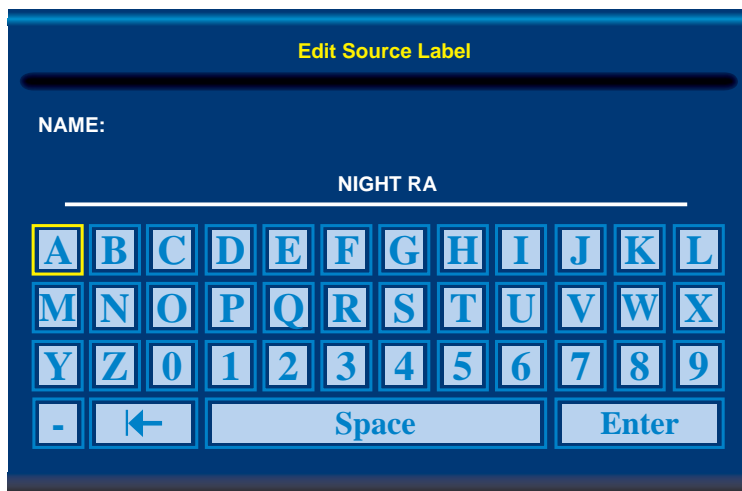 Edit Source Label
NAME:
NIGHT RA
A B C D E F G H I J K L
M N O P Q R S T U V W X
Y Z 0 1 2 3 4 5 6 7 8 9
- Space Enter